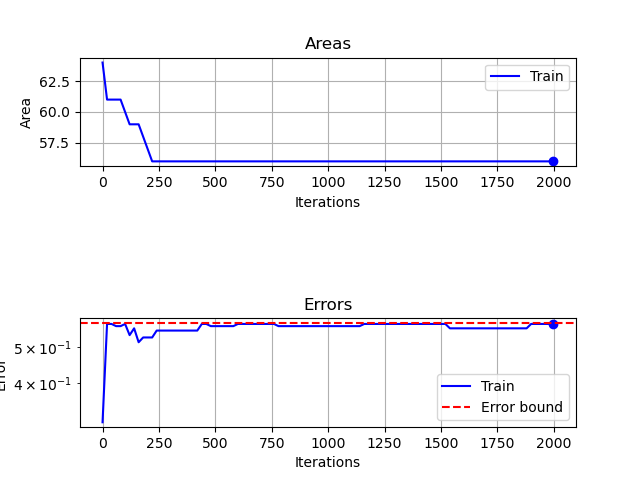 Areas
Area
62.5
60.0
57.5
Train
0 250 500 750 1000 1250 1500 1750 2000
Iterations
Errors
Error
5 × 10⁻¹
4 × 10⁻¹
Train
Error bound
0 250 500 750 1000 1250 1500 1750 2000
Iterations